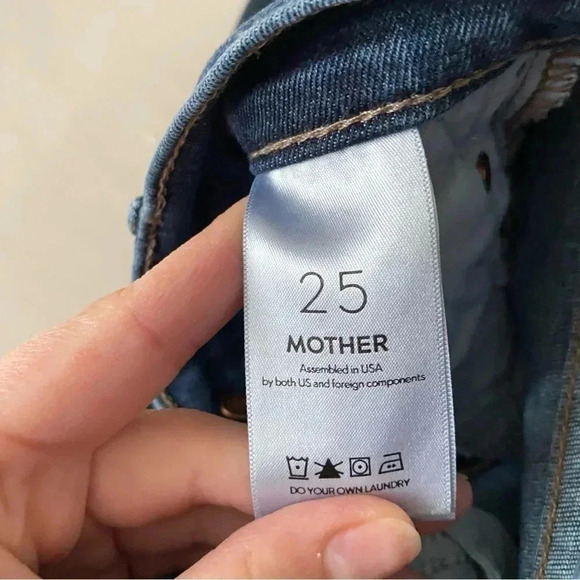 25
MOTHER
Assembled in USA
by both US and foreign components
DO YOUR OWN LAUNDRY